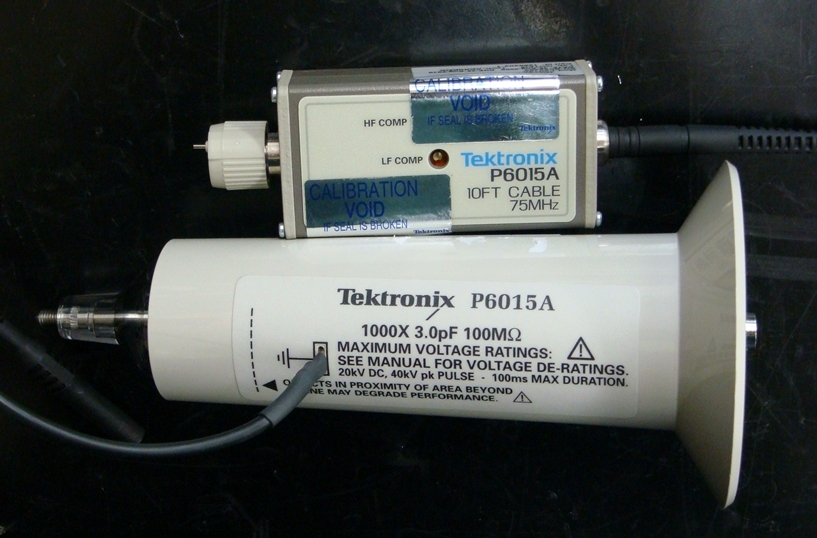 CALIBRATION
VOID
IF SEAL IS BROKEN
Tektronix
HF COMP
LF COMP
Tektronix
P6015A
10FT CABLE
75MHz
CALIBRATION
VOID
IF SEAL IS BROKEN
Tektronix
Tektronix P6015A
1000X 3.0pF 100MΩ
MAXIMUM VOLTAGE RATINGS:
SEE MANUAL FOR VOLTAGE DE-RATINGS.
20kV DC, 40kV pk PULSE - 100ms MAX DURATION.
IN PROXIMITY OF AREA BEYOND
MAY DEGRADE PERFORMANCE.